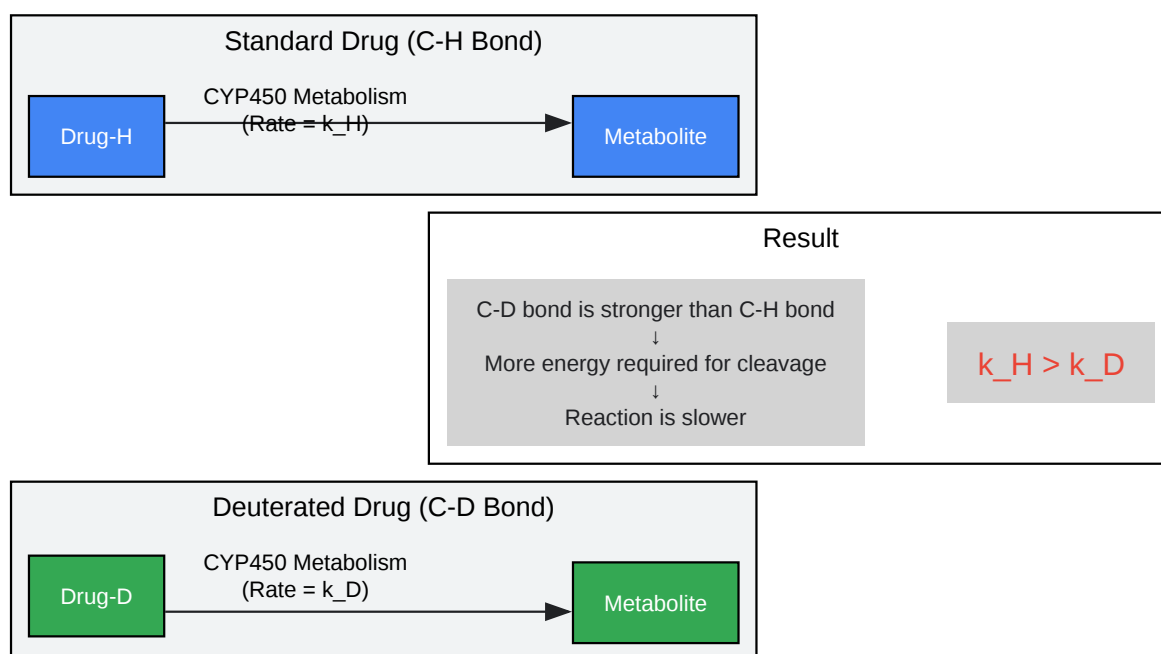 Standard Drug (C-H Bond)
CYP450 Metabolism
(Rate = k_H)
Drug-H
Metabolite
Result
C-D bond is stronger than C-H bond
↓
More energy required for cleavage
↓
Reaction is slower
k_H > k_D
Deuterated Drug (C-D Bond)
CYP450 Metabolism
(Rate = k_D)
Drug-D
Metabolite